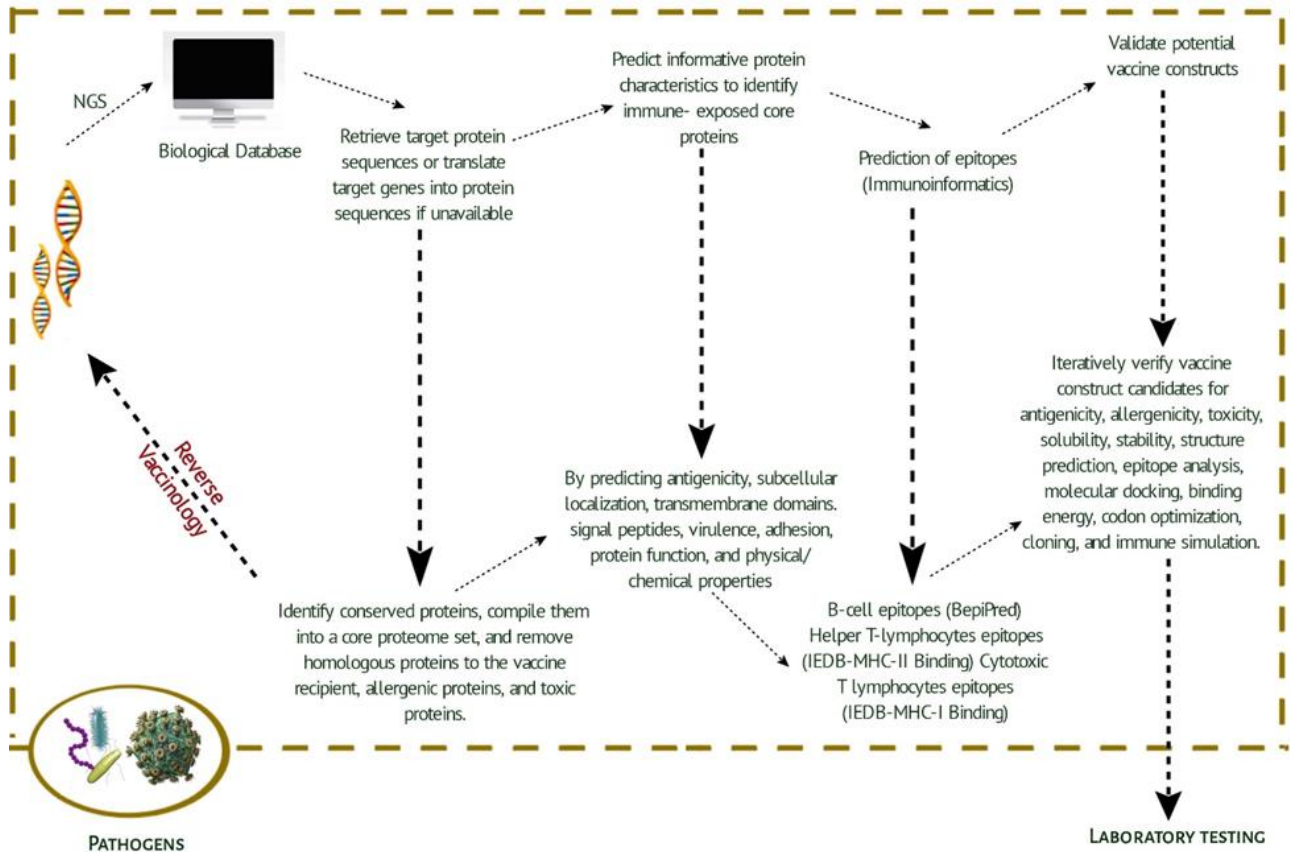 NGS
Biological Database
Retrieve target protein
sequences or translate
target genes into protein
sequences if unavailable
Predict informative protein
characteristics to identify
immune- exposed core
proteins
Prediction of epitopes
(Immunoinformatics)
Validate potential
vaccine constructs
Reverse
Vaccinology
Identify conserved proteins, compile them
into a core proteome set, and remove
homologous proteins to the vaccine
recipient, allergenic proteins, and toxic
proteins.
By predicting antigenicity, subcellular
localization, transmembrane domains.
signal peptides, virulence, adhesion,
protein function, and physical/
chemical properties
B-cell epitopes (BepiPred)
Helper T-lymphocytes epitopes
(IEDB-MHC-II Binding) Cytotoxic
T lymphocytes epitopes
(IEDB-MHC-I Binding)
Iteratively verify vaccine
construct candidates for
antigenicity, allergenicity, toxicity,
solubility, stability, structure
prediction, epitope analysis,
molecular docking, binding
energy, codon optimization,
cloning, and immune simulation.
PATHOGENS
LABORATORY TESTING